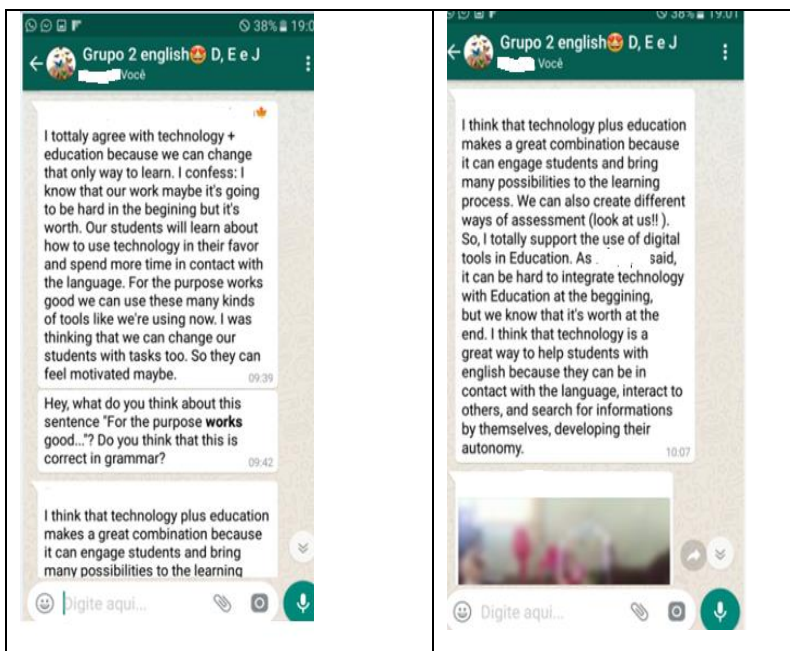 38% 19:0
Grupo 2 english🤩 D, E e J
Você
I tottaly agree with technology +
education because we can change
that only way to learn. I confess: I
know that our work maybe it's going
to be hard in the begining but it's
worth. Our students will learn about
how to use technology in their favor
and spend more time in contact with
the language. For the purpose works
good we can use these many kinds
of tools like we're using now. I was
thinking that we can change our
students with tasks too. So they can
feel motivated maybe.
09:39
Hey, what do you think about this
sentence "For the purpose works
good..."? Do you think that this is
correct in grammar?
09:42
I think that technology plus education
makes a great combination because
it can engage students and bring
many possibilities to the learning
Digite aqui...
38% 19:01
Grupo 2 english🤩 D, E e J
Você
I think that technology plus education
makes a great combination because
it can engage students and bring
many possibilities to the learning
process. We can also create different
ways of assessment (look at us!! ).
So, I totally support the use of digital
tools in Education. As said,
it can be hard to integrate technology
with Education at the beggining,
but we know that it's worth at the
end. I think that technology is a
great way to help students with
english because they can be in
contact with the language, interact to
others, and search for informations
by themselves, developing their
autonomy.
10:07
Digite aqui...